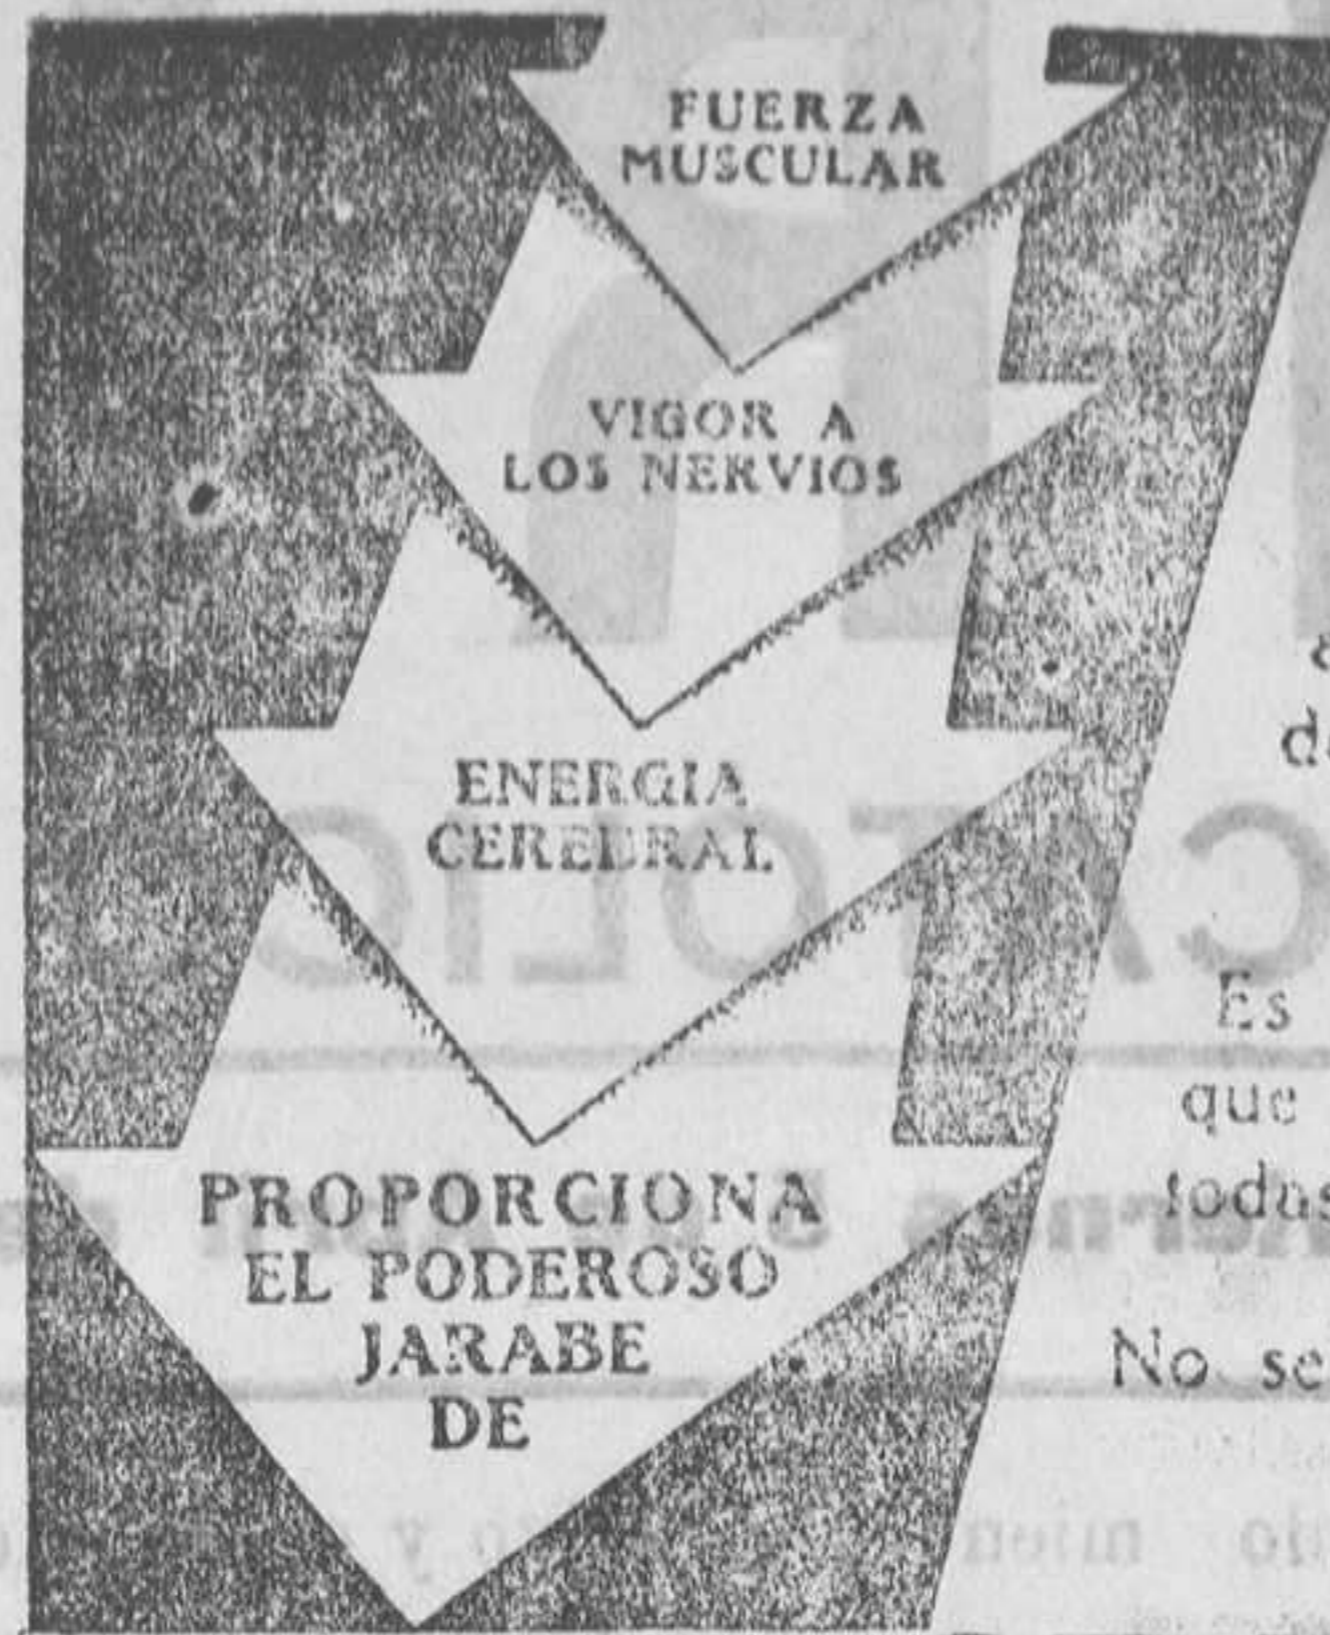 FUERZA
MUSCULAR
VIGOR A
LOS NERVIOS
ENERGIA
CEREBRAL
PROPORCIONA
EL PODEROSO
JARABE
DE
Es
que
todas
No se